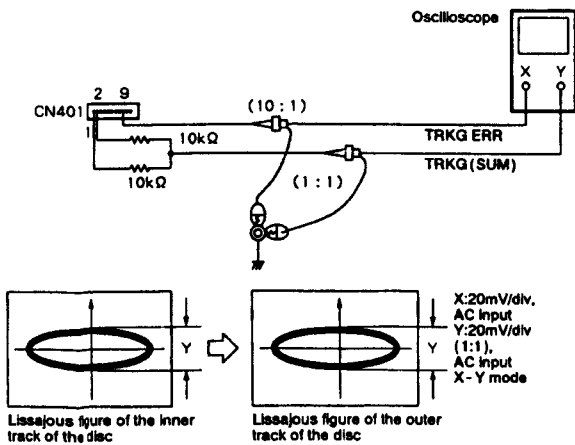 Oscilloscope
X Y
2 9
CN401
1
(10 : 1)
TRKG ERR
10kΩ
TRKG (SUM)
10kΩ
(1 : 1)
Y
Y
X:20mV/div,
AC input
Y:20mV/div
(1:1),
AC input
X - Y mode
Lissajous figure of the inner
track of the disc
Lissajous figure of the outer
track of the disc